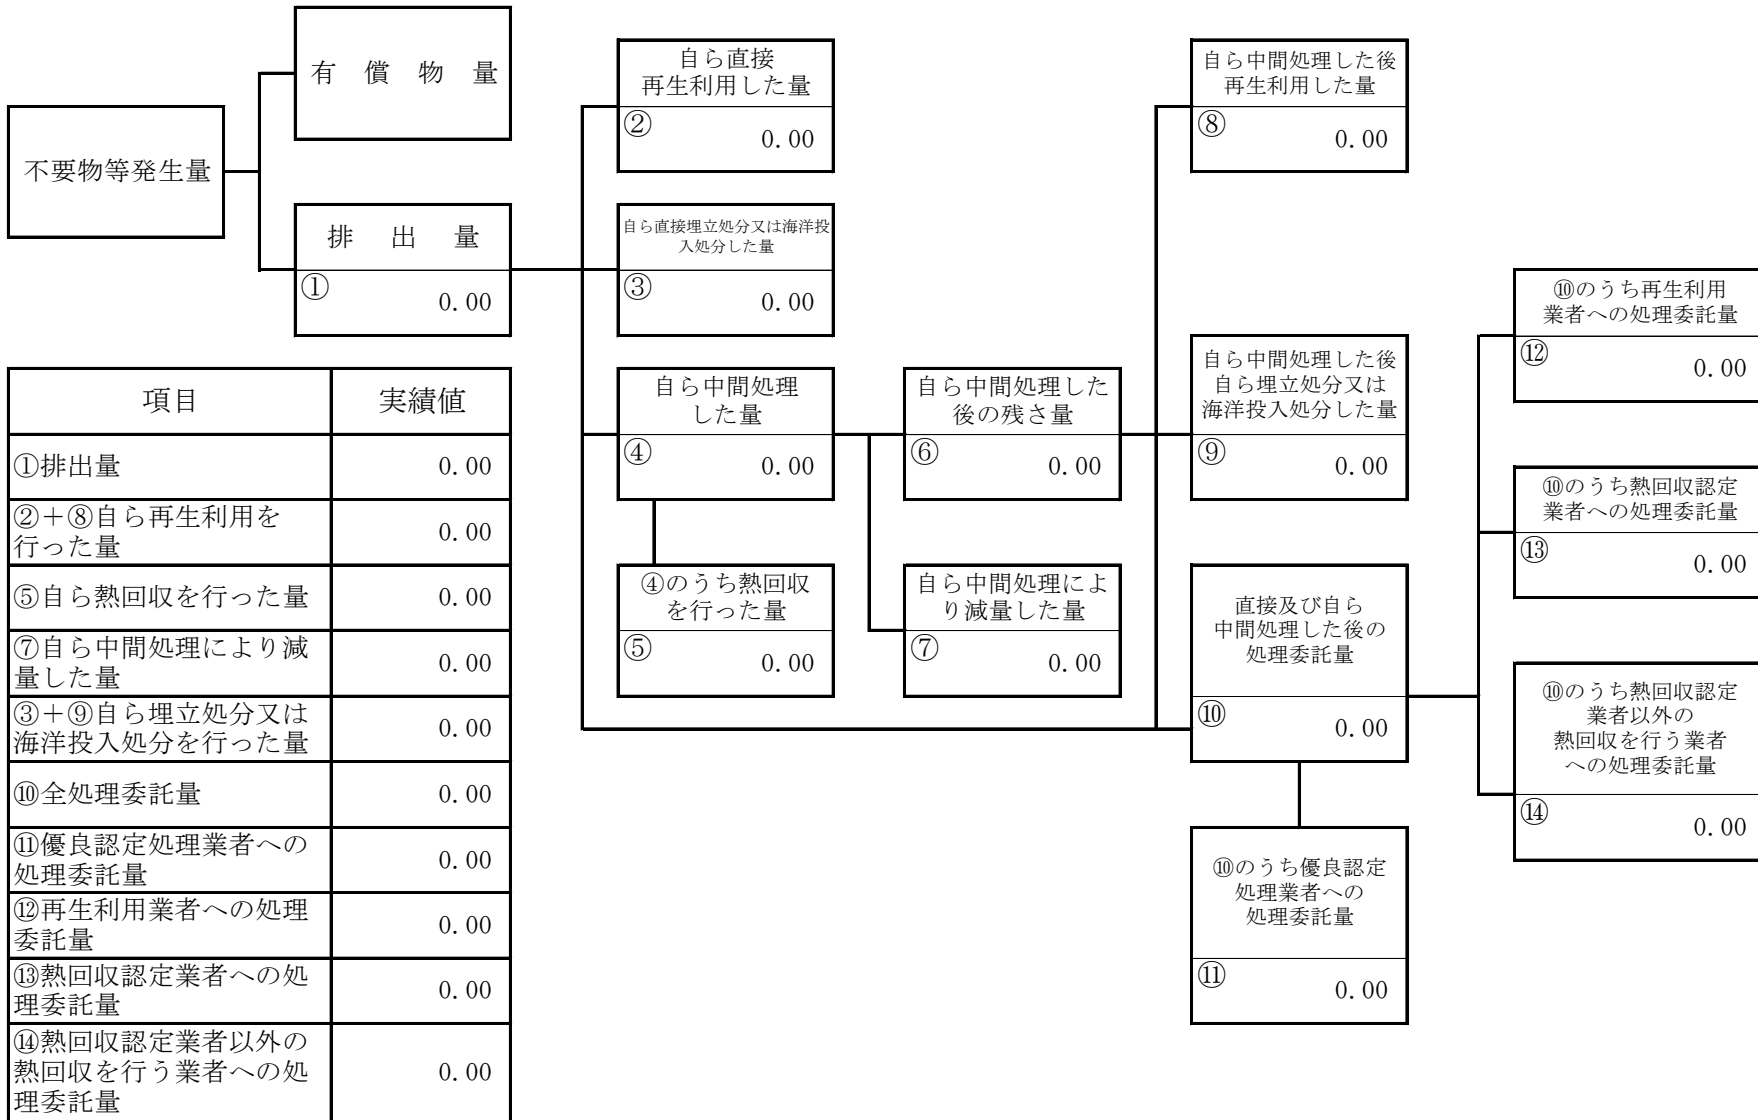 不要物等発生量
有 償 物 量
排 出 量
① 0.00
自ら直接
再生利用した量
② 0.00
自ら直接埋立処分又は海洋投
入処分した量
③ 0.00
自ら中間処理
した量
④ 0.00
④のうち熱回収
を行った量
⑤ 0.00
自ら中間処理した
後の残さ量
⑥ 0.00
自ら中間処理によ
り減量した量
⑦ 0.00
自ら中間処理した後
再生利用した量
⑧ 0.00
自ら中間処理した後
自ら埋立処分又は
海洋投入処分した量
⑨ 0.00
直接及び自ら
中間処理した後の
処理委託量
⑩ 0.00
⑩のうち優良認定
処理業者への
処理委託量
⑪ 0.00
⑩のうち再生利用
業者への処理委託量
⑫ 0.00
⑩のうち熱回収認定
業者への処理委託量
⑬ 0.00
⑩のうち熱回収認定
業者以外の
熱回収を行う業者
への処理委託量
⑭ 0.00
項目 実績値
①排出量 0.00
②+⑧自ら再生利用を
行った量 0.00
⑤自ら熱回収を行った量 0.00
⑦自ら中間処理により減
量した量 0.00
③+⑨自ら埋立処分又は
海洋投入処分を行った量 0.00
⑩全処理委託量 0.00
⑪優良認定処理業者への
処理委託量 0.00
⑫再生利用業者への処理
委託量 0.00
⑬熱回収認定業者への処
理委託量 0.00
⑭熱回収認定業者以外の
熱回収を行う業者への処
理委託量 0.00